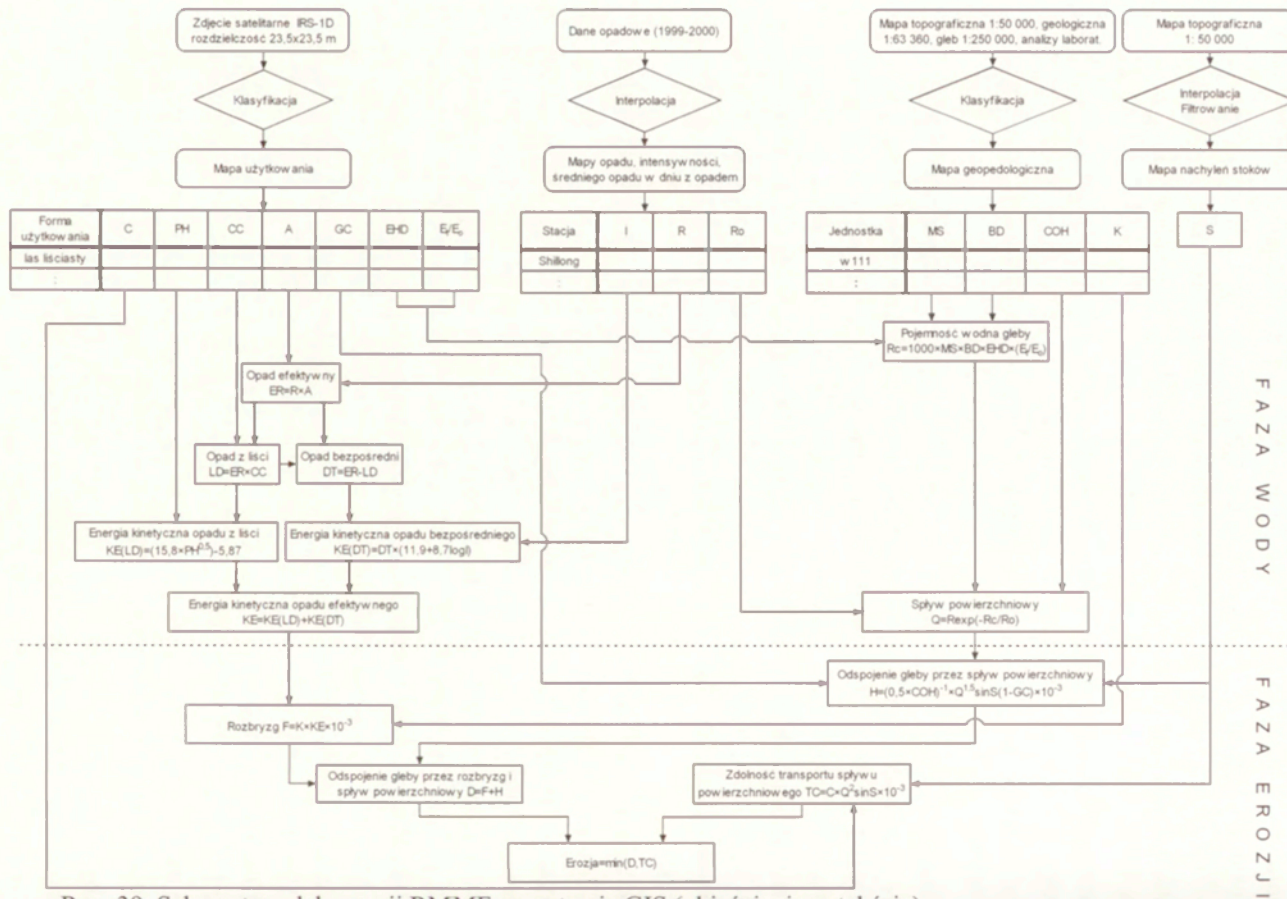 Zdjecie satelitarne IRS-1D
rozdzielczość 23,5x23,5 m
Dane opadowe (1999-2000)
Mapa topograficzna 1:50 000, geologiczna
1:63 360, gleb 1:250 000, analizy laborat.
Mapa topograficzna
1: 50 000
Klasyfikacja
Interpolacja
Klasyfikacja
Interpolacja
Filtrowanie
Mapa użytkowania
Mapy opadu, intensywności,
średniego opadu w dniu z opadem
Mapa geopedologiczna
Mapa nachyleń stoków
Forma
użytkowania
C
PH
CC
A
GC
EHD
Et/Eo
las liściasty
:
Stacja
I
R
Ro
Shillong
:
Jednostka
MS
BD
COH
K
w111
:
S
Pojemność wodna gleby
Rc=1000×MS×BD×EHD×(Et/Eo)
Opad efektywny
ER=R×A
Opad z liści
LD=ER×CC
Opad bezpośredni
DT=ER-LD
Energia kinetyczna opadu z liści
KE(LD)=(15,8×PH^0,5)-5,87
Energia kinetyczna opadu bezpośredniego
KE(DT)=DT×(11,9+8,7logI)
Energia kinetyczna opadu efektywnego
KE=KE(LD)+KE(DT)
Spływ powierzchniowy
Q=Rexp(-Rc/Ro)
FAZA WODY
Odspojenie gleby przez spływ powierzchniowy
H=(0,5×COH)^-1×Q^1,5sinS(1-GC)×10^-3
Rozbryzg F=K×KE×10^-3
Odspojenie gleby przez rozbryzg i
spływ powierzchniowy D=F+H
Zdolność transportu spływu
powierzchniowego TC=C×Q^2sinS×10^-3
Erozja=min(D,TC)
FAZA EROZJI